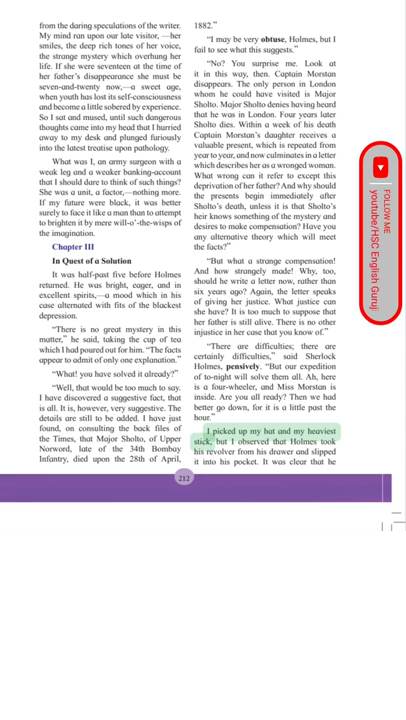 from the daring speculations of the writer.
My mind ran upon our late visitor, —her
smiles, the deep rich tones of her voice,
the strange mystery which overhung her
life. If she were seventeen at the time of
her father's disappearance she must be
seven-and-twenty now,—a sweet age,
when youth has lost its self-consciousness
and become a little sobered by experience.
So I sat and mused, until such dangerous
thoughts came into my head that I hurried
away to my desk and plunged furiously
into the latest treatise upon pathology.
What was I, an army surgeon with a
weak leg and a weaker banking-account
that I should dare to think of such things?
She was a unit, a factor,—nothing more.
If my future were black, it was better
surely to face it like a man than to attempt
to brighten it by mere will-o'-the-wisps of
the imagination.
Chapter III
In Quest of a Solution
It was half-past five before Holmes
returned. He was bright, eager, and in
excellent spirits,—a mood which in his
case alternated with fits of the blackest
depression.
"There is no great mystery in this
matter," he said, taking the cup of tea
which I had poured out for him. "The facts
appear to admit of only one explanation."
"What! you have solved it already?"
"Well, that would be too much to say.
I have discovered a suggestive fact, that
is all. It is, however, very suggestive. The
details are still to be added. I have just
found, on consulting the back files of
the Times, that Major Sholto, of Upper
Norword, late of the 34th Bombay
Infantry, died upon the 28th of April,
1882."
"I may be very obtuse, Holmes, but I
fail to see what this suggests."
"No? You surprise me. Look at
it in this way, then. Captain Morstan
disappears. The only person in London
whom he could have visited is Major
Sholto. Major Sholto denies having heard
that he was in London. Four years later
Sholto dies. Within a week of his death
Captain Morstan's daughter receives a
valuable present, which is repeated from
year to year, and now culminates in a letter
which describes her as a wronged woman.
What wrong can it refer to except this
deprivation of her father? And why should
the presents begin immediately after
Sholto's death, unless it is that Sholto's
heir knows something of the mystery and
desires to make compensation? Have you
any alternative theory which will meet
the facts?"
"But what a strange compensation!
And how strangely made! Why, too,
should he write a letter now, rather than
six years ago? Again, the letter speaks
of giving her justice. What justice can
she have? It is too much to suppose that
her father is still alive. There is no other
injustice in her case that you know of."
"There are difficulties; there are
certainly difficulties," said Sherlock
Holmes, pensively. "But our expedition
of to-night will solve them all. Ah, here
is a four-wheeler, and Miss Morstan is
inside. Are you all ready? Then we had
better go down, for it is a little past the
hour."
I picked up my hat and my heaviest
stick, but I observed that Holmes took
his revolver from his drawer and slipped
it into his pocket. It was clear that he
212
FOLLOW ME
youtube/HSC English Guruji